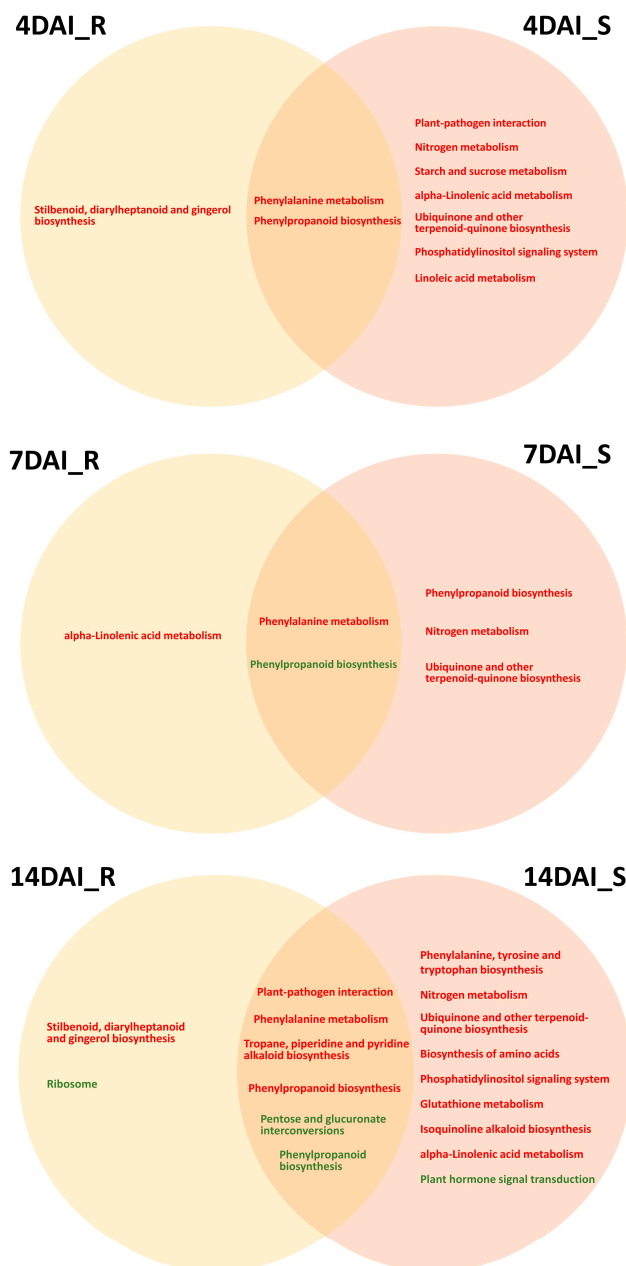 4DAI_R
4DAI_S
Stilbenoid, diarylheptanoid and gingerol
biosynthesis
Phenylalanine metabolism
Phenylpropanoid biosynthesis
Plant-pathogen interaction
Nitrogen metabolism
Starch and sucrose metabolism
alpha-Linolenic acid metabolism
Ubiquinone and other
terpenoid-quinone biosynthesis
Phosphatidylinositol signaling system
Linoleic acid metabolism
7DAI_R
7DAI_S
alpha-Linolenic acid metabolism
Phenylalanine metabolism
Phenylpropanoid biosynthesis
Phenylpropanoid biosynthesis
Nitrogen metabolism
Ubiquinone and other
terpenoid-quinone biosynthesis
14DAI_R
14DAI_S
Stilbenoid, diarylheptanoid
and gingerol biosynthesis
Ribosome
Plant-pathogen interaction
Phenylalanine metabolism
Tropane, piperidine and pyridine
alkaloid biosynthesis
Phenylpropanoid biosynthesis
Pentose and glucuronate
interconversions
Phenylpropanoid
biosynthesis
Phenylalanine, tyrosine and
tryptophan biosynthesis
Nitrogen metabolism
Ubiquinone and other terpenoid-
quinone biosynthesis
Biosynthesis of amino acids
Phosphatidylinositol signaling system
Glutathione metabolism
Isoquinoline alkaloid biosynthesis
alpha-Linolenic acid metabolism
Plant hormone signal transduction